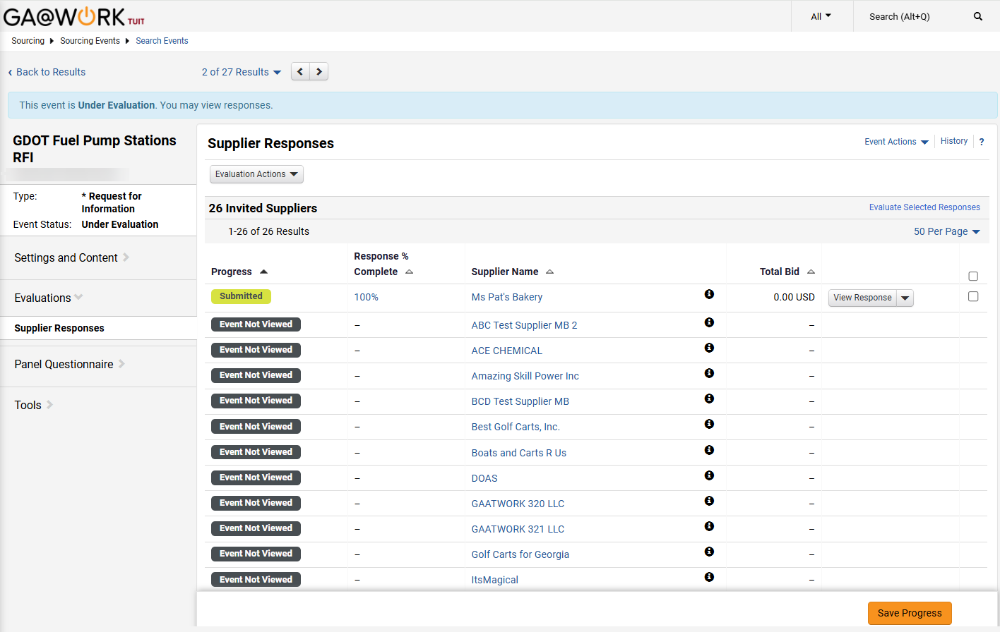 GA@WORK TUIT
All
Search (Alt+Q)
Sourcing Sourcing Events Search Events
Back to Results
2 of 27 Results
This event is Under Evaluation. You may view responses.
GDOT Fuel Pump Stations
RFI
Type: * Request for
Information
Event Status: Under Evaluation
Settings and Content
Evaluations
Supplier Responses
Panel Questionnaire
Tools
Supplier Responses
Event Actions History ?
Evaluation Actions
26 Invited Suppliers
Evaluate Selected Responses
1-26 of 26 Results
50 Per Page
Response %
Progress Complete Supplier Name Total Bid
Submitted 100% Ms Pat's Bakery 0.00 USD View Response
Event Not Viewed – ABC Test Supplier MB 2 –
Event Not Viewed – ACE CHEMICAL –
Event Not Viewed – Amazing Skill Power Inc –
Event Not Viewed – BCD Test Supplier MB –
Event Not Viewed – Best Golf Carts, Inc. –
Event Not Viewed – Boats and Carts R Us –
Event Not Viewed – DOAS –
Event Not Viewed – GAATWORK 320 LLC –
Event Not Viewed – GAATWORK 321 LLC –
Event Not Viewed – Golf Carts for Georgia –
Event Not Viewed – ItsMagical –
Save Progress